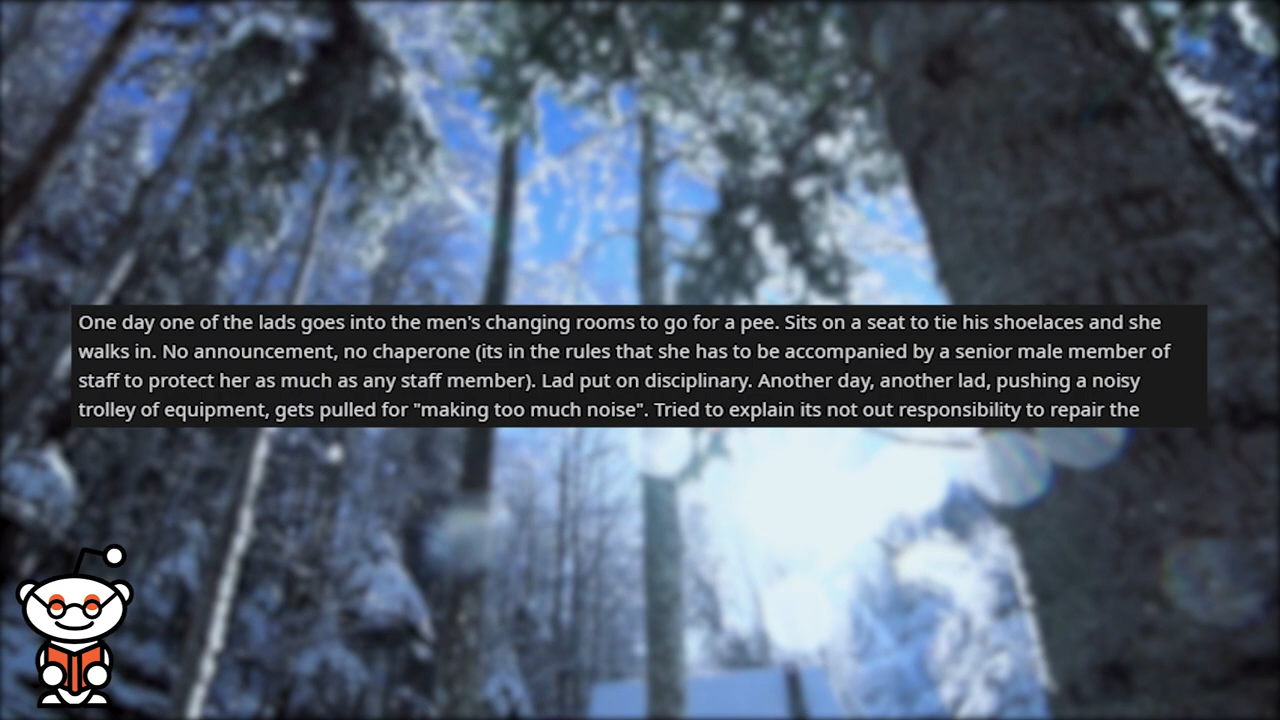 One day one of the lads goes into the men's changing rooms to go for a pee. Sits on a seat to tie his shoelaces and she
walks in. No announcement, no chaperone (its in the rules that she has to be accompanied by a senior male member of
staff to protect her as much as any staff member). Lad put on disciplinary. Another day, another lad, pushing a noisy
trolley of equipment, gets pulled for "making too much noise". Tried to explain its not out responsibility to repair the